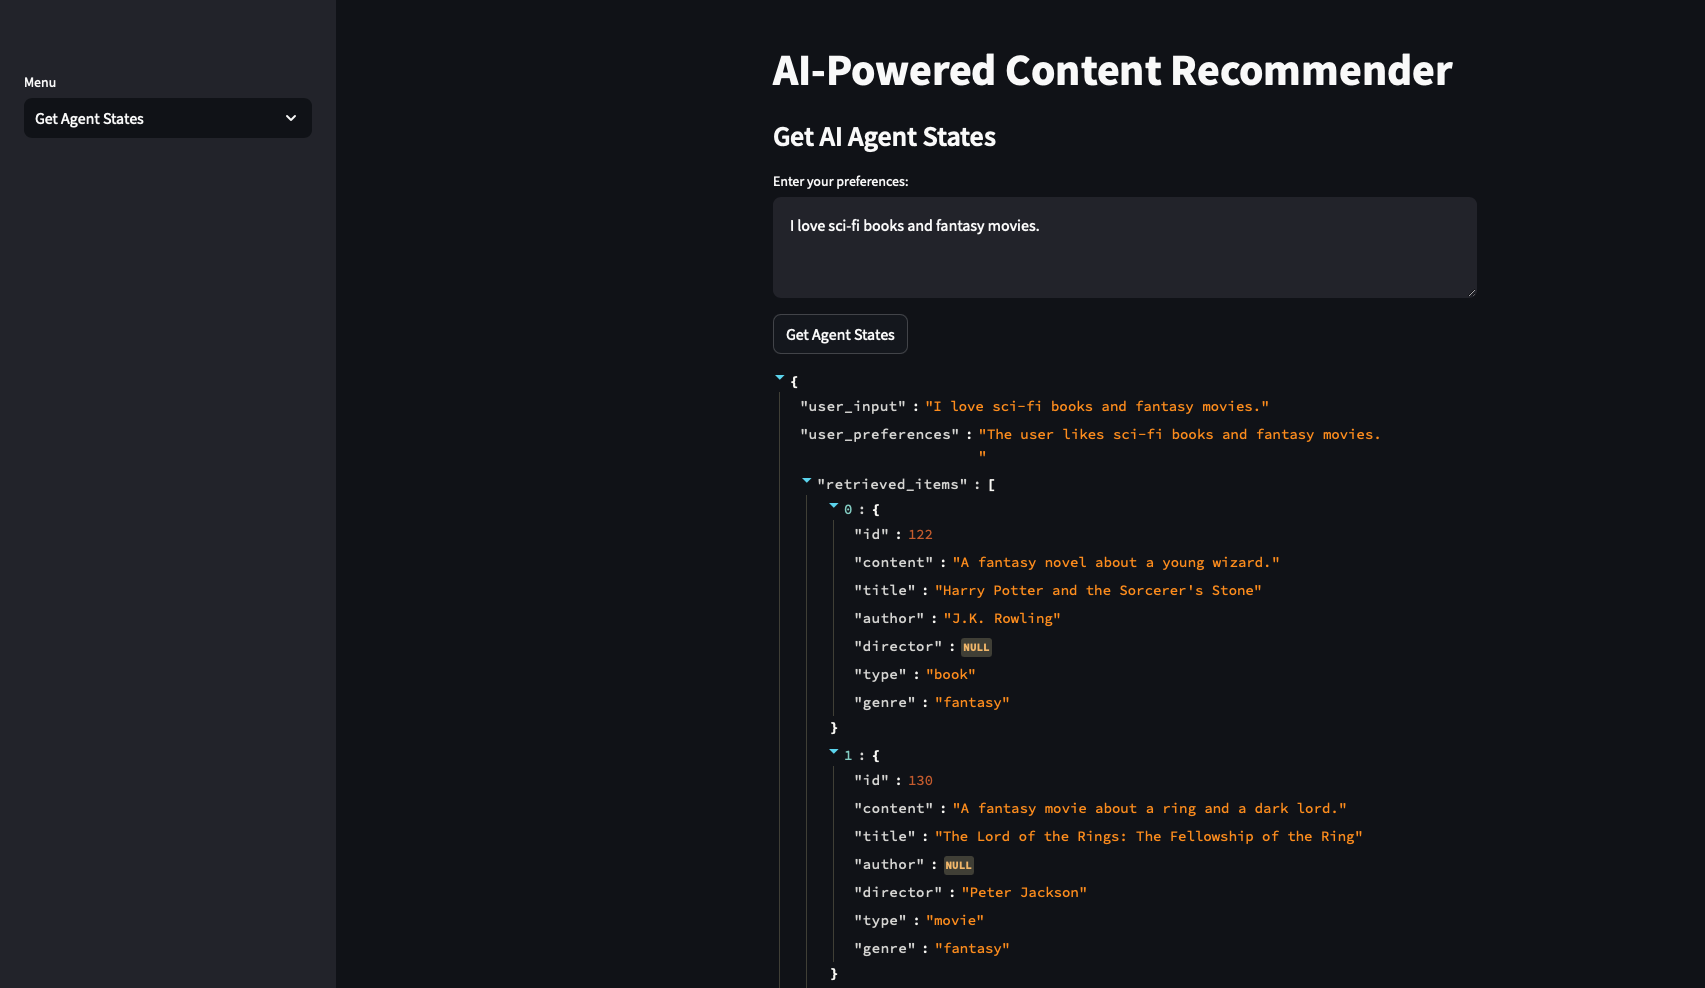 Menu
Get Agent States
AI-Powered Content Recommender
Get AI Agent States
Enter your preferences:
I love sci-fi books and fantasy movies.
Get Agent States
{
"user_input" : "I love sci-fi books and fantasy movies."
"user_preferences" : "The user likes sci-fi books and fantasy movies.
"
"retrieved_items" : [
0 : {
"id" : 122
"content" : "A fantasy novel about a young wizard."
"title" : "Harry Potter and the Sorcerer's Stone"
"author" : "J.K. Rowling"
"director" : NULL
"type" : "book"
"genre" : "fantasy"
}
1 : {
"id" : 130
"content" : "A fantasy movie about a ring and a dark lord."
"title" : "The Lord of the Rings: The Fellowship of the Ring"
"author" : NULL
"director" : "Peter Jackson"
"type" : "movie"
"genre" : "fantasy"
}